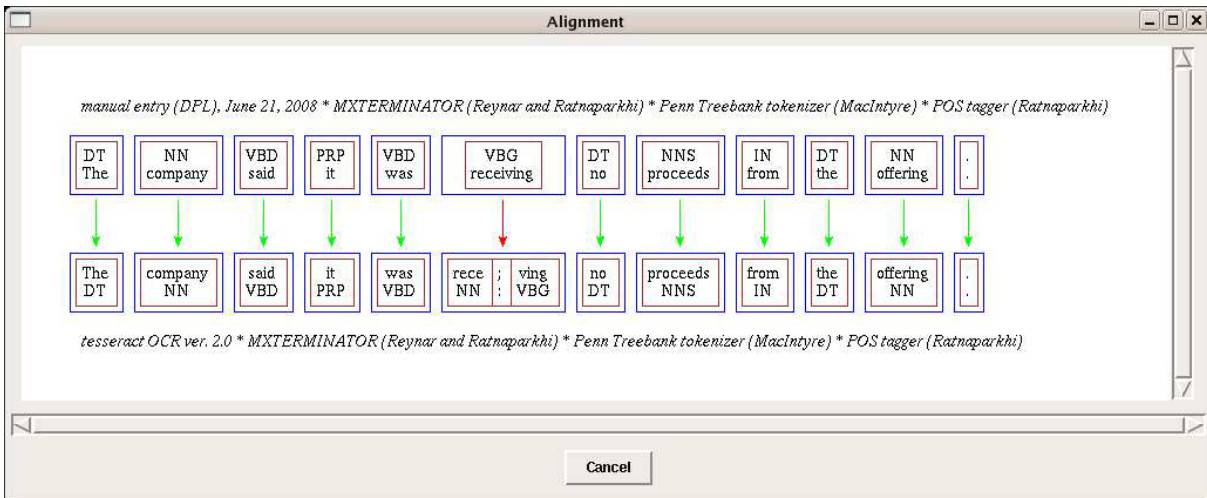 Alignment
manual entry (DPL), June 21, 2008 * MXTERMINATOR (Reynar and Ratnaparkhi) * Penn Treebank tokenizer (MacIntyre) * POS tagger (Ratnaparkhi)
DT NN VBD PRP VBD VBG DT NNS IN DT NN .
The company said it was receiving no proceeds from the offering .
The company said it was rece ; ving no proceeds from the offering .
DT NN VBD PRP VBD NN : VBG DT NNS IN DT NN .
tesseract OCR ver. 2.0 * MXTERMINATOR (Reynar and Ratnaparkhi) * Penn Treebank tokenizer (MacIntyre) * POS tagger (Ratnaparkhi)
Cancel